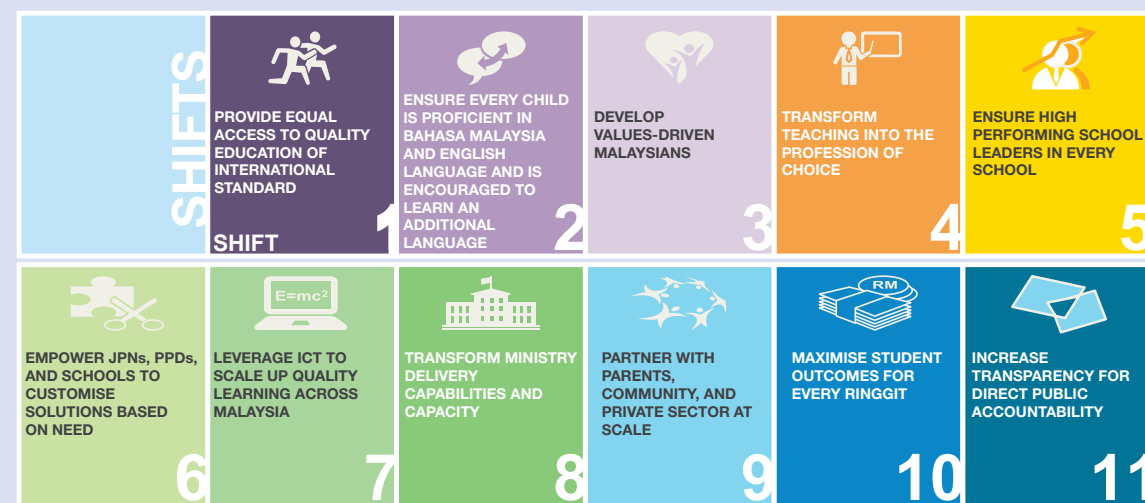 SHIFTS
PROVIDE EQUAL
ACCESS TO QUALITY
EDUCATION OF
INTERNATIONAL
STANDARD
SHIFT
1
ENSURE EVERY CHILD
IS PROFICIENT IN
BAHASA MALAYSIA
AND ENGLISH
LANGUAGE AND IS
ENCOURAGED TO
LEARN AN
ADDITIONAL
LANGUAGE
2
DEVELOP
VALUES-DRIVEN
MALAYSIANS
3
TRANSFORM
TEACHING INTO THE
PROFESSION OF
CHOICE
4
ENSURE HIGH
PERFORMING SCHOOL
LEADERS IN EVERY
SCHOOL
5
EMPOWER JPNs, PPDs,
AND SCHOOLS TO
CUSTOMISE
SOLUTIONS BASED
ON NEED
6
E=mc²
LEVERAGE ICT TO
SCALE UP QUALITY
LEARNING ACROSS
MALAYSIA
7
TRANSFORM MINISTRY
DELIVERY
CAPABILITIES AND
CAPACITY
8
PARTNER WITH
PARENTS,
COMMUNITY, AND
PRIVATE SECTOR AT
SCALE
9
RM
MAXIMISE STUDENT
OUTCOMES FOR
EVERY RINGGIT
10
INCREASE
TRANSPARENCY FOR
DIRECT PUBLIC
ACCOUNTABILITY
11